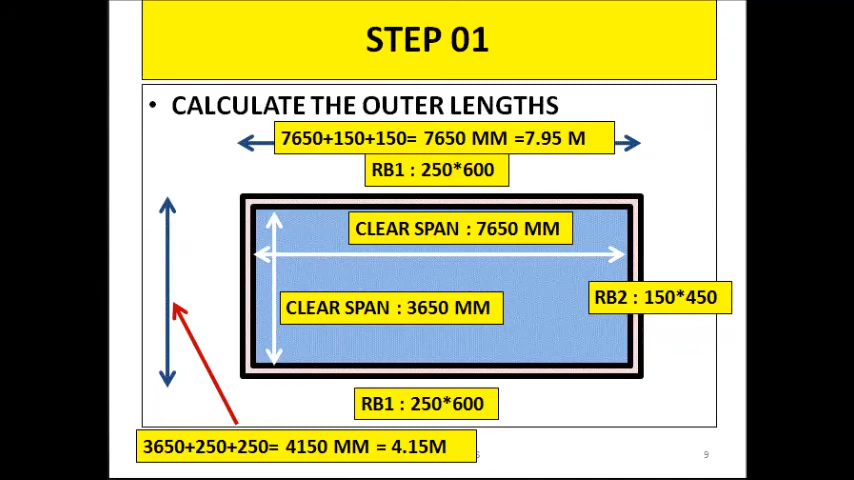 STEP 01
• CALCULATE THE OUTER LENGTHS
7650+150+150= 7650 MM =7.95 M
RB1 : 250*600
CLEAR SPAN : 7650 MM
RB2 : 150*450
CLEAR SPAN : 3650 MM
RB1 : 250*600
3650+250+250= 4150 MM = 4.15M
9